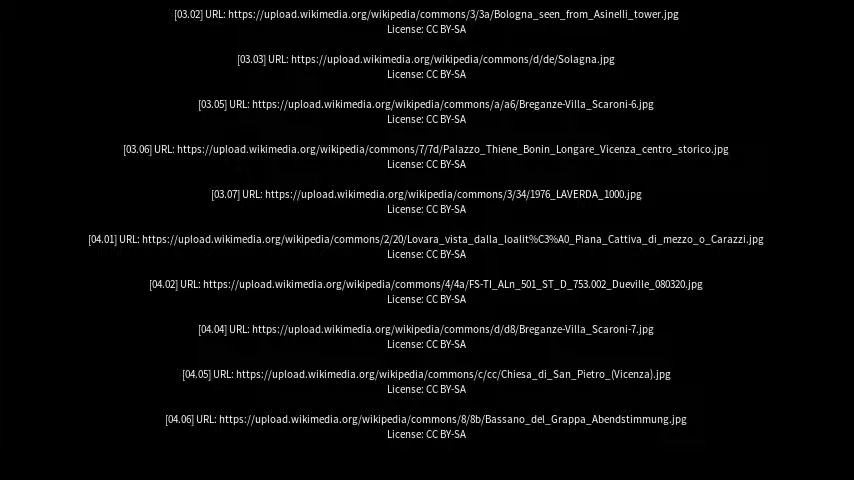 [03.02] URL: https://upload.wikimedia.org/wikipedia/commons/3/3a/Bologna_seen_from_Asinelli_tower.jpg
License: CC BY-SA
[03.03] URL: https://upload.wikimedia.org/wikipedia/commons/d/de/Solagna.jpg
License: CC BY-SA
[03.05] URL: https://upload.wikimedia.org/wikipedia/commons/a/a6/Breganze-Villa_Scaroni-6.jpg
License: CC BY-SA
[03.06] URL: https://upload.wikimedia.org/wikipedia/commons/7/7d/Palazzo_Thiene_Bonin_Longare_Vicenza_centro_storico.jpg
License: CC BY-SA
[03.07] URL: https://upload.wikimedia.org/wikipedia/commons/3/34/1976_LAVERDA_1000.jpg
License: CC BY-SA
[04.01] URL: https://upload.wikimedia.org/wikipedia/commons/2/20/Lovara_vista_dalla_loalit%C3%A0_Piana_Cattiva_di_mezzo_o_Carazzi.jpg
License: CC BY-SA
[04.02] URL: https://upload.wikimedia.org/wikipedia/commons/4/4a/FS-TI_ALn_501_ST_D_753.002_Dueville_080320.jpg
License: CC BY-SA
[04.04] URL: https://upload.wikimedia.org/wikipedia/commons/d/d8/Breganze-Villa_Scaroni-7.jpg
License: CC BY-SA
[04.05] URL: https://upload.wikimedia.org/wikipedia/commons/c/cc/Chiesa_di_San_Pietro_(Vicenza).jpg
License: CC BY-SA
[04.06] URL: https://upload.wikimedia.org/wikipedia/commons/8/8b/Bassano_del_Grappa_Abendstimmung.jpg
License: CC BY-SA